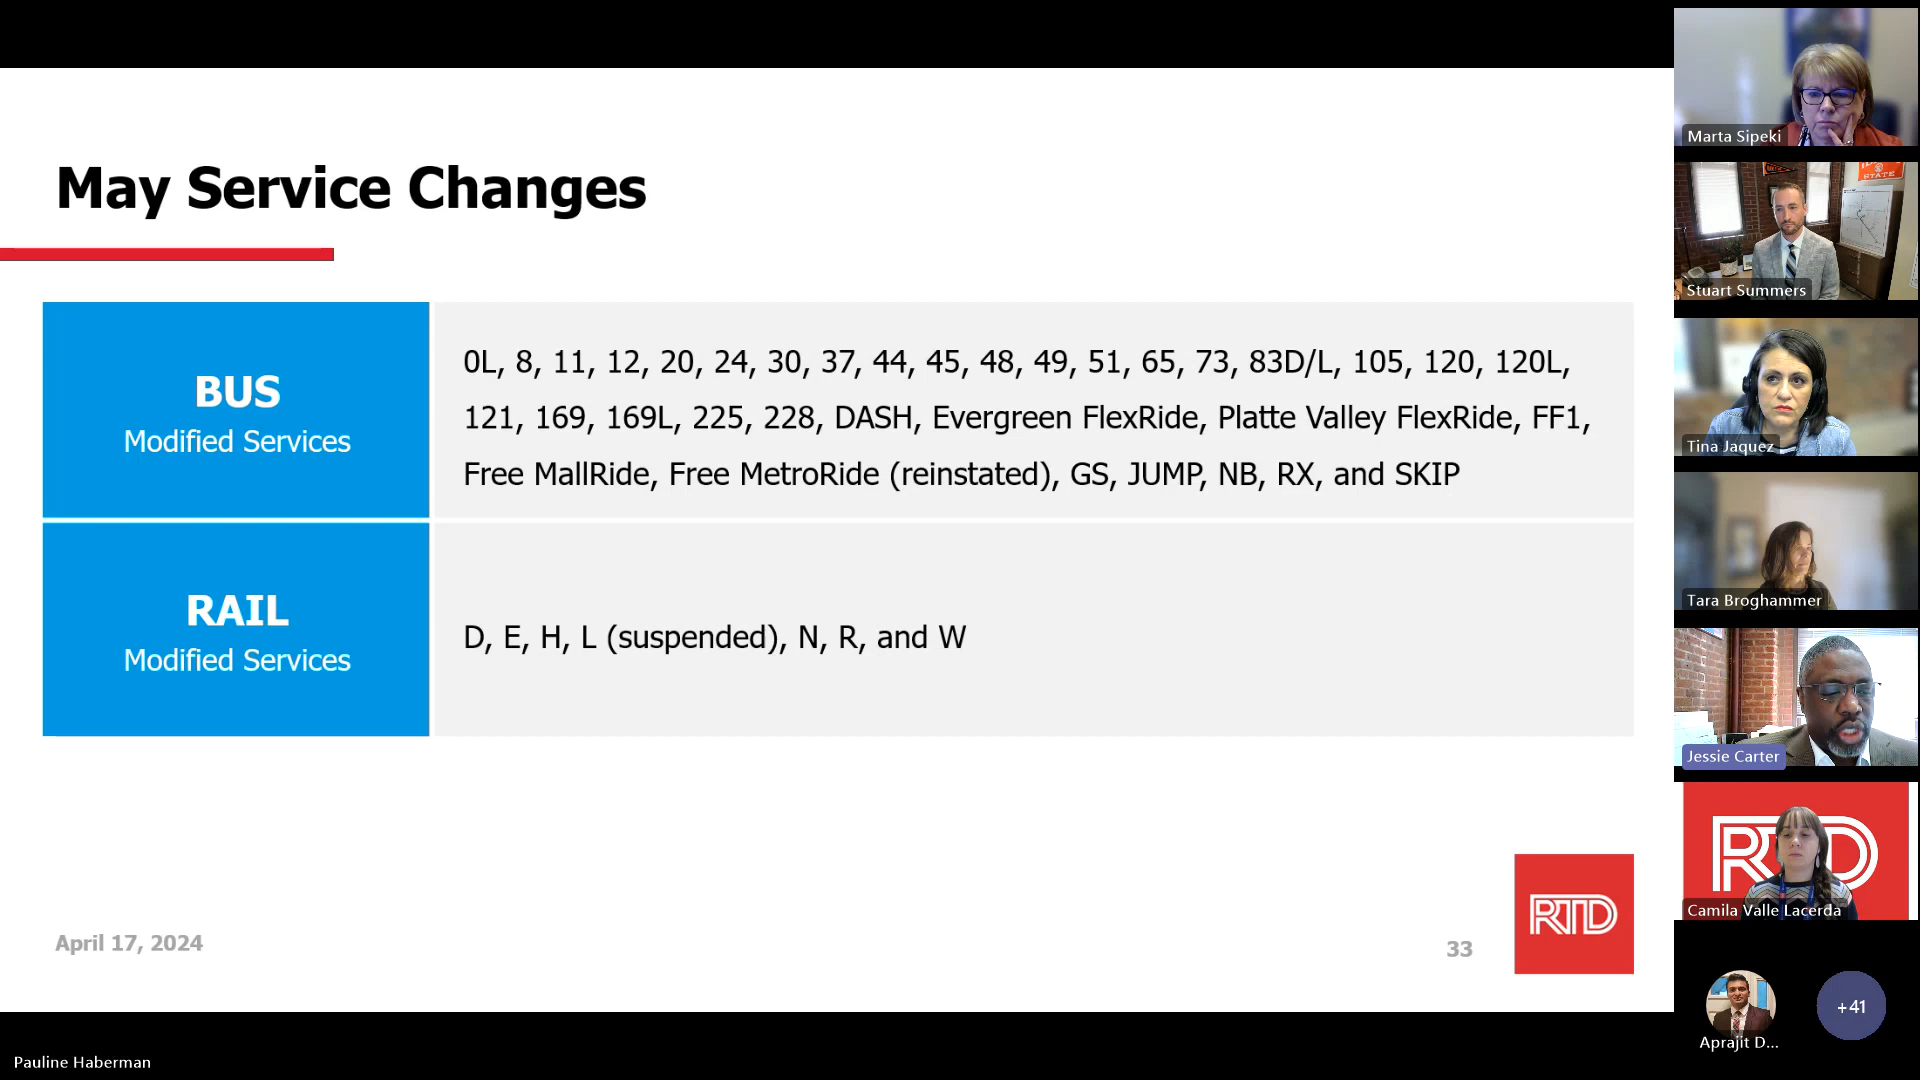 May Service Changes
BUS
Modified Services
0L, 8, 11, 12, 20, 24, 30, 37, 44, 45, 48, 49, 51, 65, 73, 83D/L, 105, 120, 120L,
121, 169, 169L, 225, 228, DASH, Evergreen FlexRide, Platte Valley FlexRide, FF1,
Free MallRide, Free MetroRide (reinstated), GS, JUMP, NB, RX, and SKIP
RAIL
Modified Services
D, E, H, L (suspended), N, R, and W
April 17, 2024
33
RTD
Pauline Haberman
Marta Sipeki
STATE
Stuart Summers
Tina Jaquez
Tara Broghammer
Jessie Carter
RTD
Camila Valle Lacerda
Aprajit D...
+41